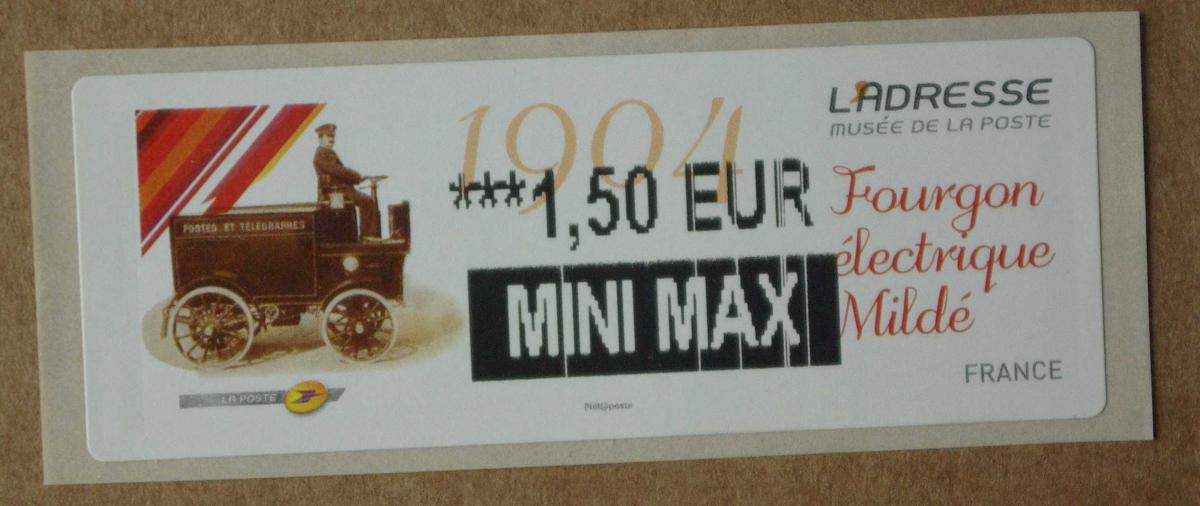 1904
L'ADRESSE
MUSÉE DE LA POSTE
***1,50 EUR
MINI MAX
Fourgon
électrique
Mildé
POSTES ET TÉLÉGRAPHES
LA POSTE
Phil@poste
FRANCE